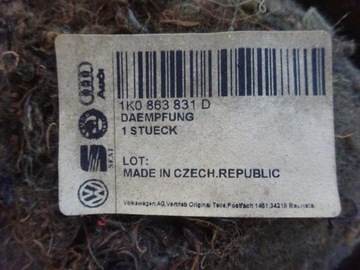 Audi
SEAT
1K0 863 831 D
DAEMPFUNG
1 STUECK
LOT:
MADE IN CZECH.REPUBLIC
Volkswagen AG,Vertrieb Original Teile,Postfach 1461,34219 Baunatal